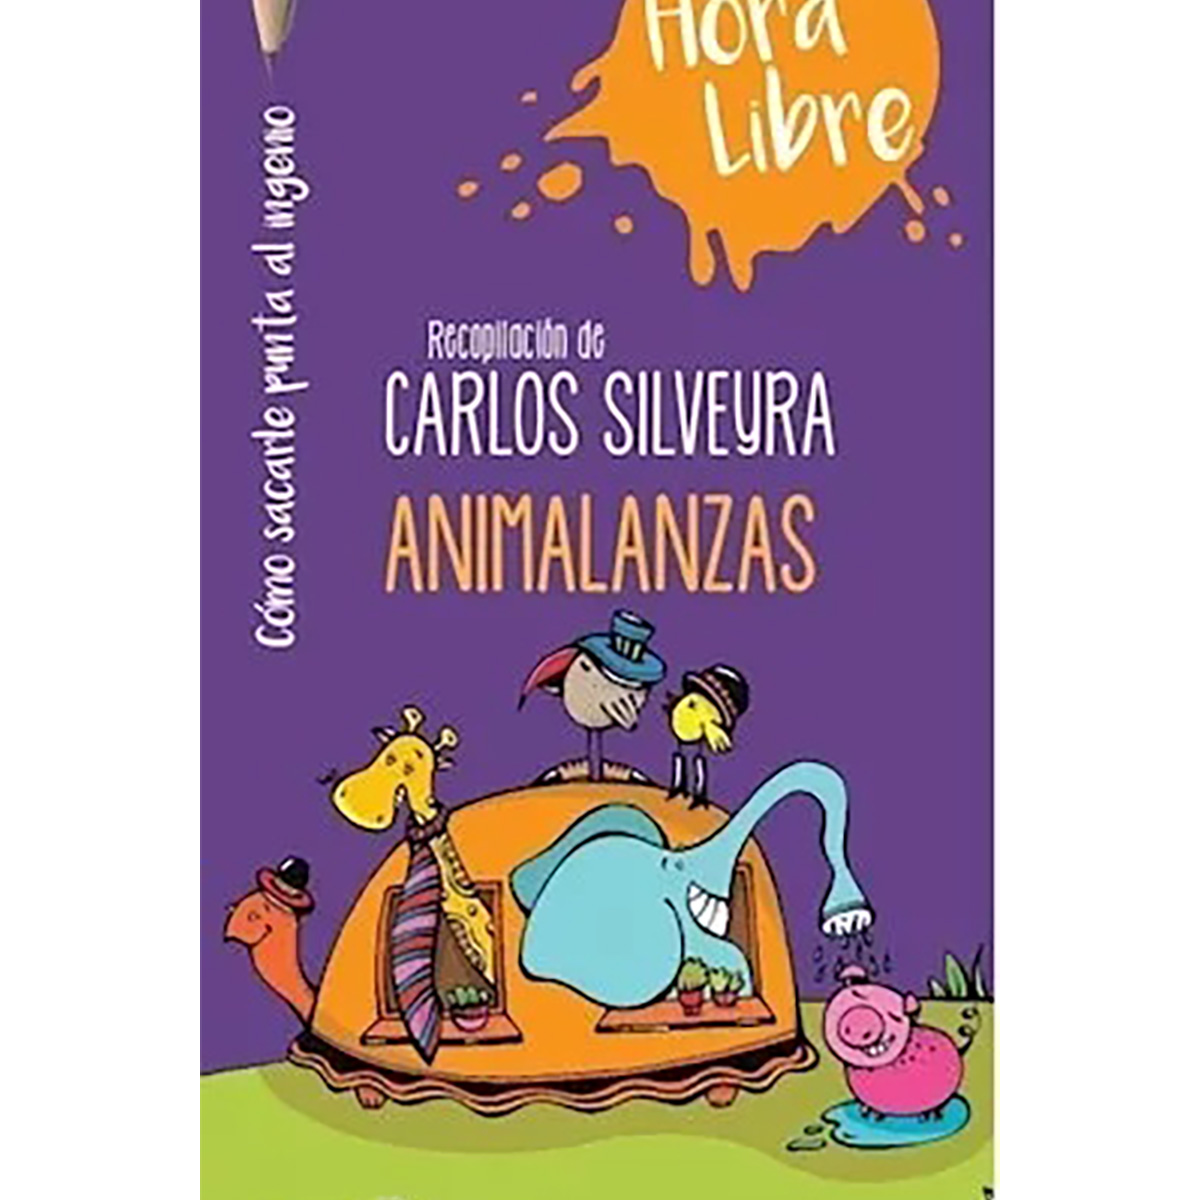 Hora
Libre
Cómo sacarle punta al ingenio
Recopilación de
CARLOS SILVEYRA
ANIMALANZAS